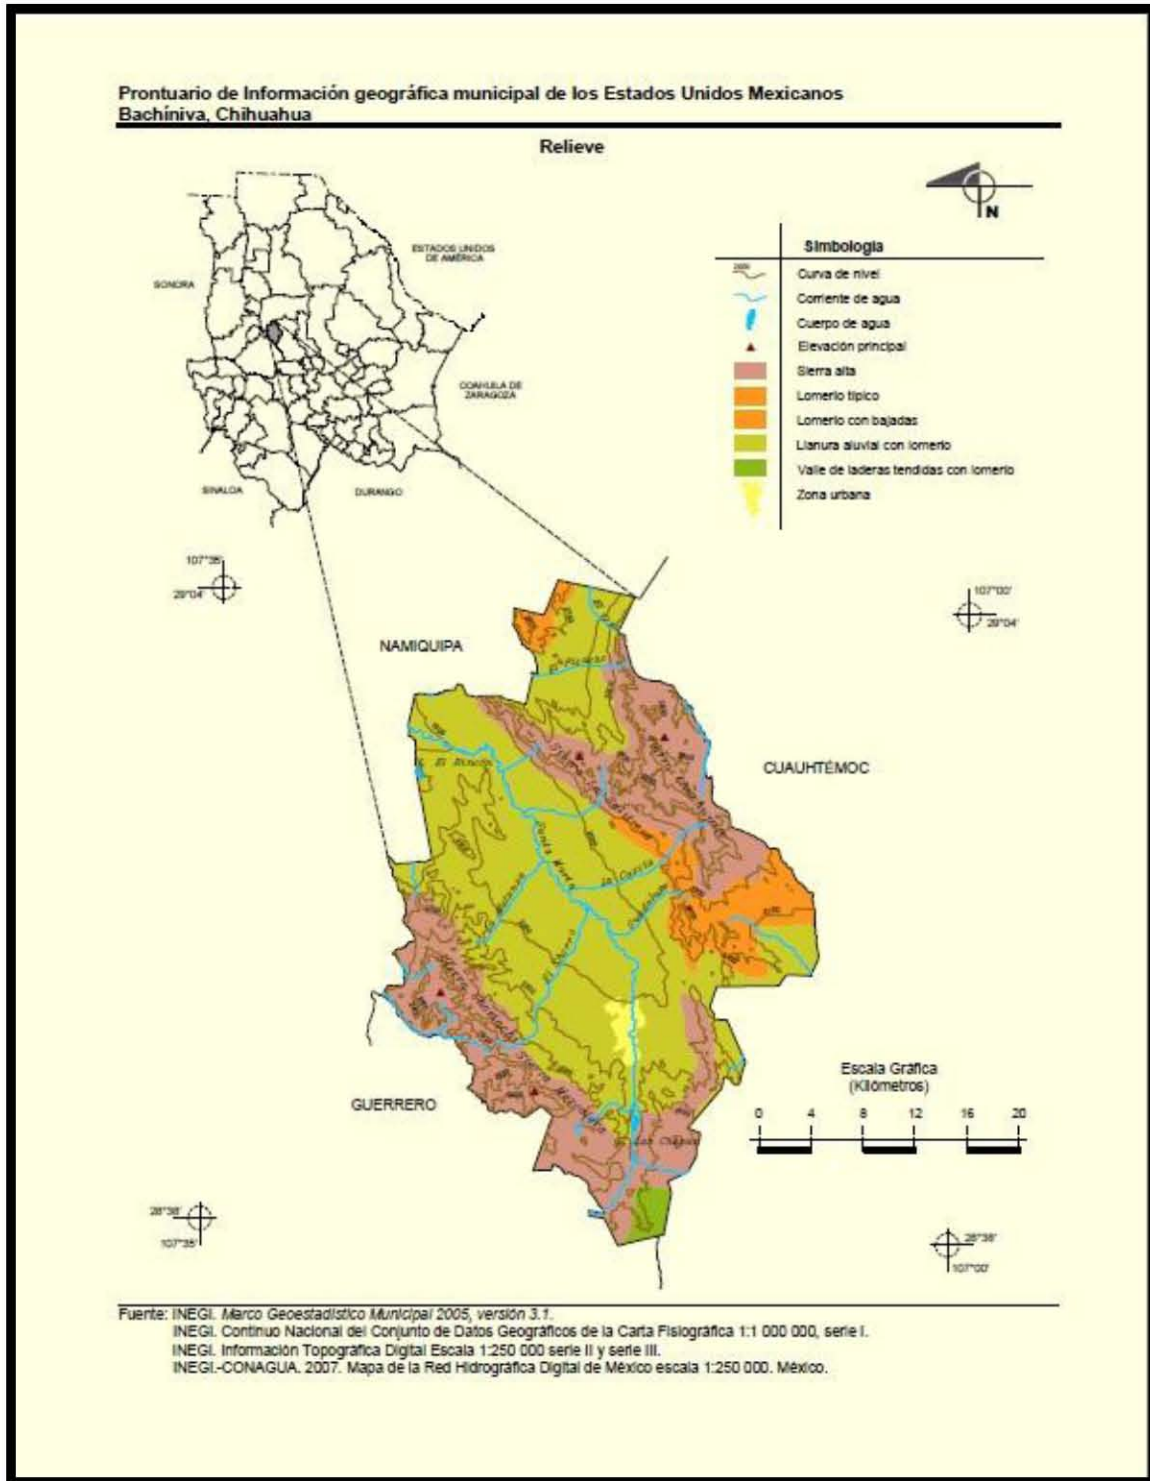 Prontuario de Información geográfica municipal de los Estados Unidos Mexicanos
Bachíniva, Chihuahua
Relieve
N
ESTADOS UNIDOS
DE AMÉRICA
SONORA
COAHUILA DE
ZARAGOZA
SINALOA
DURANGO
Simbología
Curva de nivel
Corriente de agua
Cuerpo de agua
Elevación principal
Sierra alta
Lomerío típico
Lomerío con bajadas
Llanura aluvial con lomerío
Valle de laderas tendidas con lomerío
Zona urbana
107°35'
29°04'
107°00'
29°04'
NAMIQUIPA
CUAUHTÉMOC
GUERRERO
El Rincón
Santa María
Escala Gráfica
(Kilómetros)
0 4 8 12 16 20
28°38'
107°35'
28°38'
107°00'
Fuente: INEGI. Marco Geoestadístico Municipal 2005, versión 3.1.
INEGI. Continuo Nacional del Conjunto de Datos Geográficos de la Carta Fisiográfica 1:1 000 000, serie I.
INEGI. Información Topográfica Digital Escala 1:250 000 serie II y serie III.
INEGI-CONAGUA. 2007. Mapa de la Red Hidrográfica Digital de México escala 1:250 000. México.